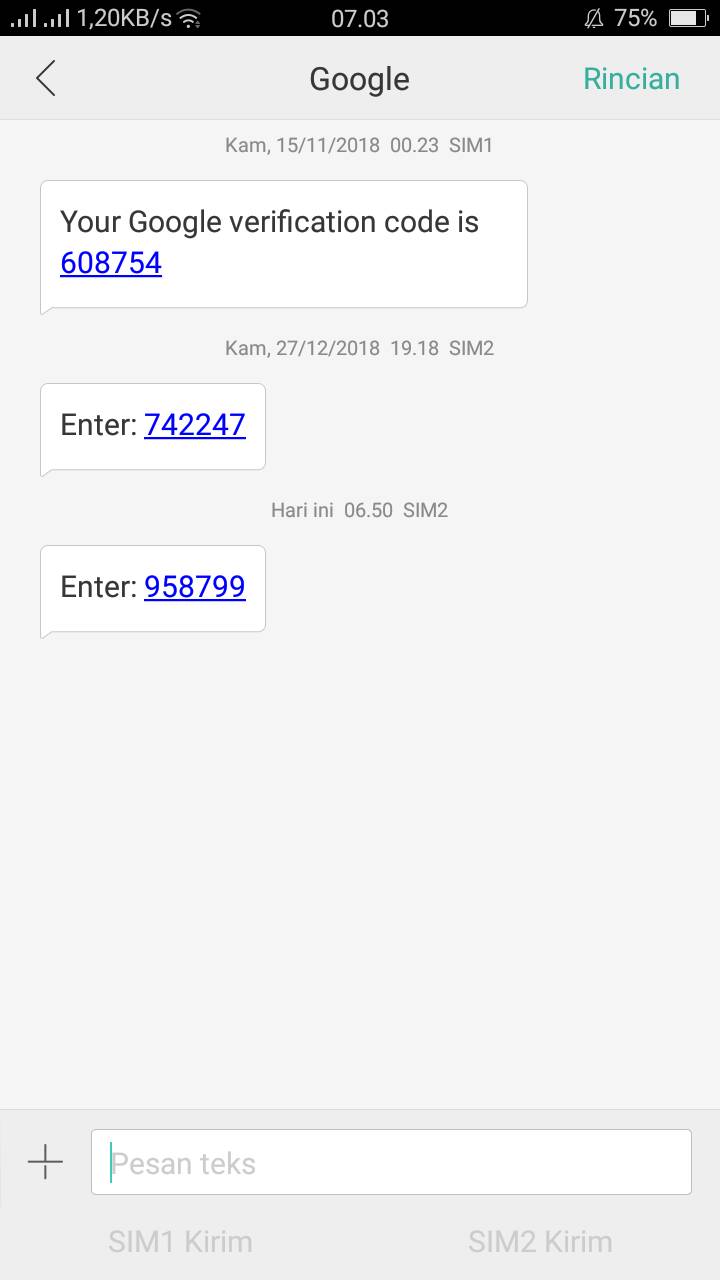 1,20KB/s 07.03 75%
Google Rincian
Kam, 15/11/2018 00.23 SIM1
Your Google verification code is
608754
Kam, 27/12/2018 19.18 SIM2
Enter: 742247
Hari ini 06.50 SIM2
Enter: 958799
Pesan teks
SIM1 Kirim SIM2 Kirim